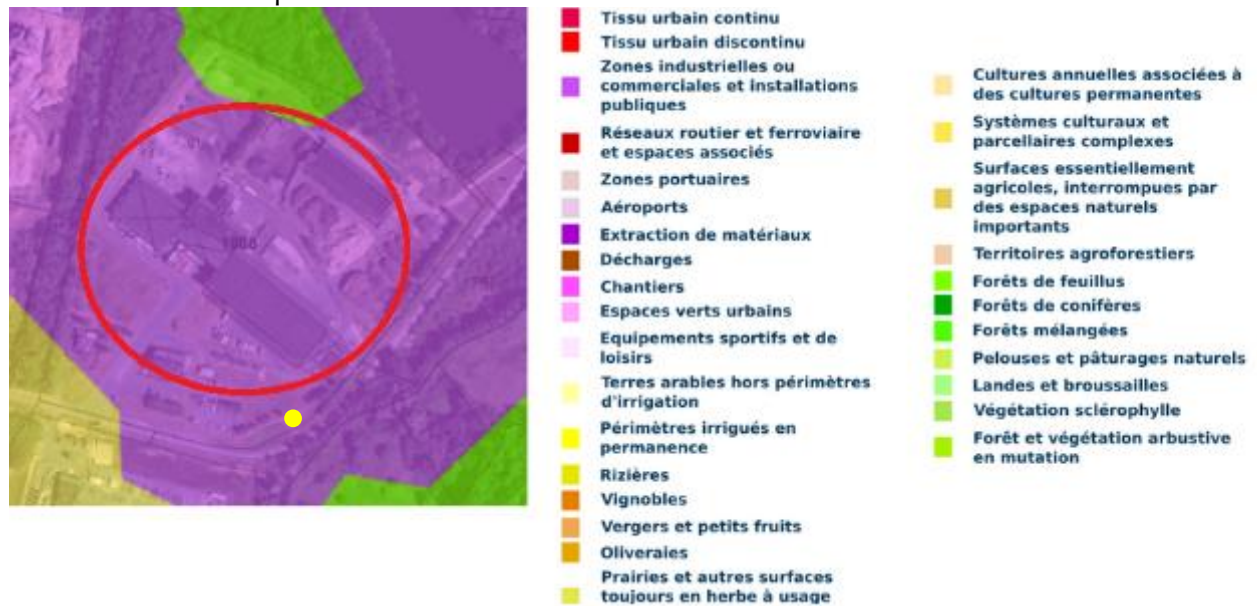 Tissu urbain continu
Tissu urbain discontinu
Zones industrielles ou
commerciales et installations
publiques
Réseaux routier et ferroviaire
et espaces associés
Zones portuaires
Aéroports
Extraction de matériaux
Décharges
Chantiers
Espaces verts urbains
Equipements sportifs et de
loisirs
Terres arables hors périmètres
d'irrigation
Périmètres irrigués en
permanence
Rizières
Vignobles
Vergers et petits fruits
Oliveraies
Prairies et autres surfaces
toujours en herbe à usage
Cultures annuelles associées à
des cultures permanentes
Systèmes culturaux et
parcellaires complexes
Surfaces essentiellement
agricoles, interrompues par
des espaces naturels
importants
Territoires agroforestiers
Forêts de feuillus
Forêts de conifères
Forêts mélangées
Pelouses et pâturages naturels
Landes et broussailles
Végétation sclérophylle
Forêt et végétation arbustive
en mutation